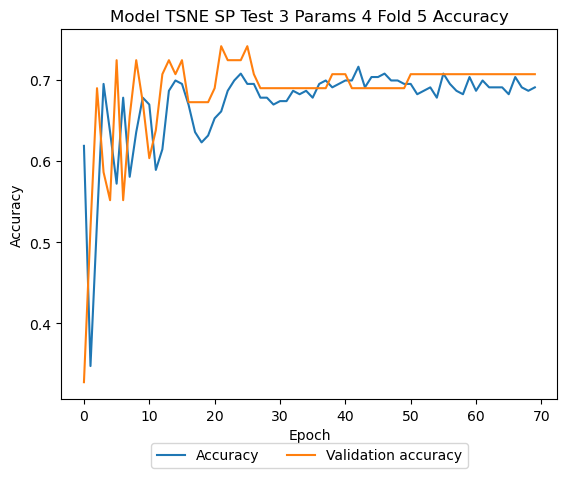 Model TSNE SP Test 3 Params 4 Fold 5 Accuracy
Accuracy
0.7
0.6
0.5
0.4
0 10 20 30 40 50 60 70
Epoch
Accuracy Validation accuracy